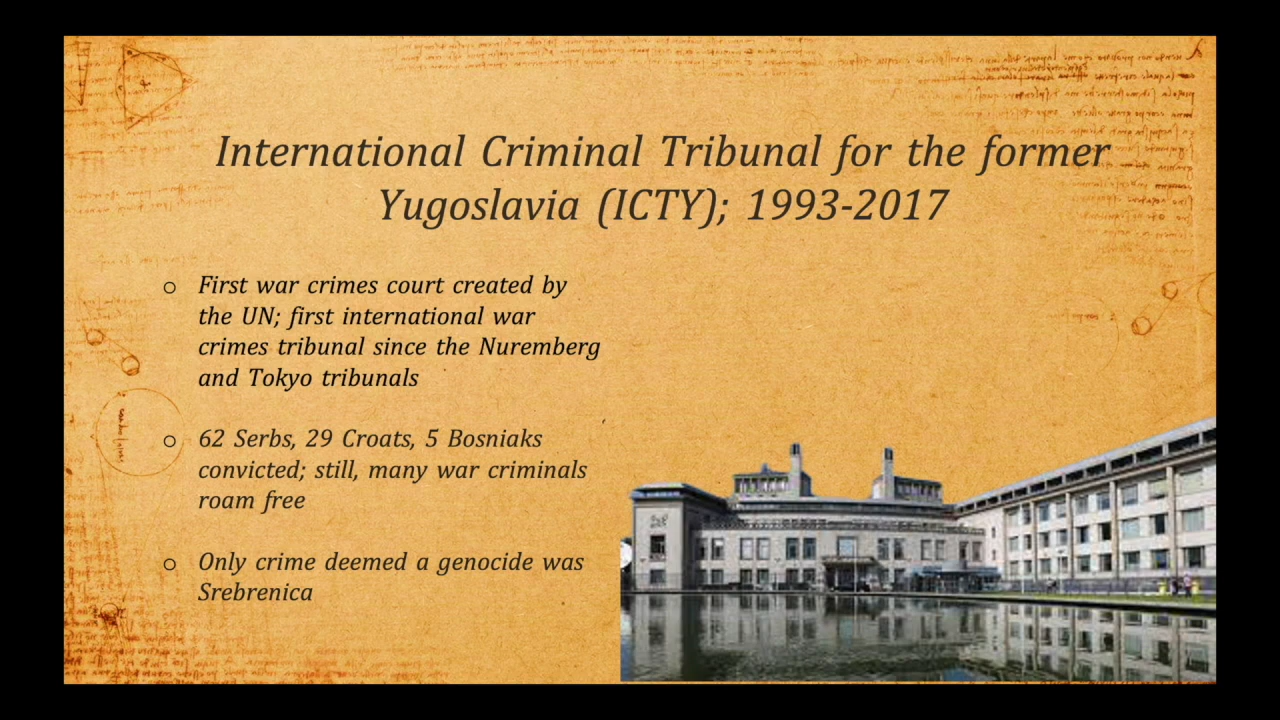 International Criminal Tribunal for the former
Yugoslavia (ICTY); 1993-2017
○ First war crimes court created by
the UN; first international war
crimes tribunal since the Nuremberg
and Tokyo tribunals
○ 62 Serbs, 29 Croats, 5 Bosniaks
convicted; still, many war criminals
roam free
○ Only crime deemed a genocide was
Srebrenica